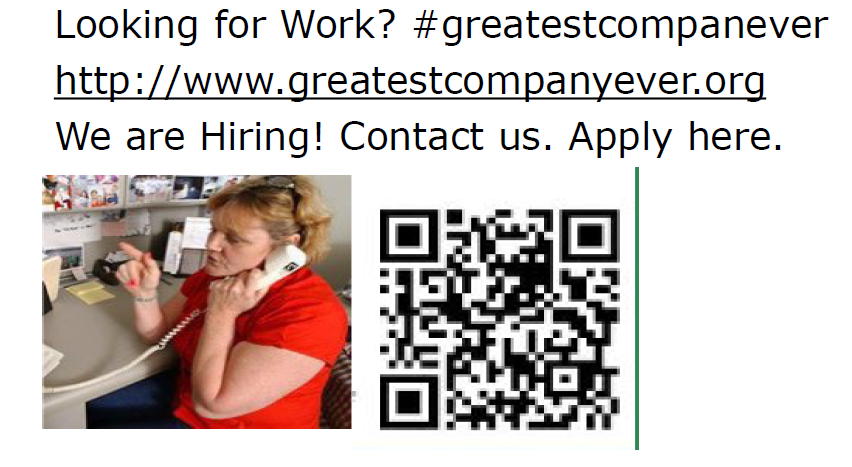 Looking for Work? #greatestcompanever
http://www.greatestcompanyever.org
We are Hiring! Contact us. Apply here.